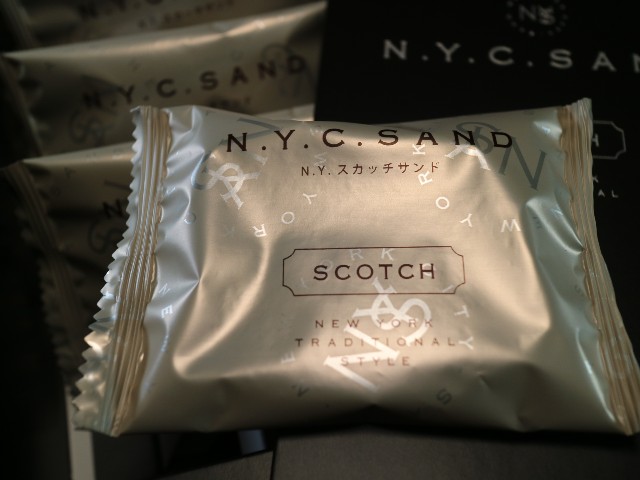 N.Y.C.SAND
N.Y.C.SAN
N.Y.C.SAND
N.Y.スカッチサンド
SCOTCH
NEW YORK
TRADITIONAL
STYLE